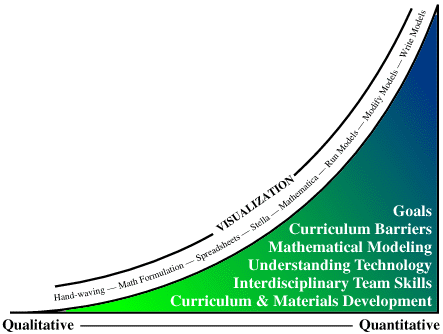 VISUALIZATION
Hand-waving — Math Formulation — Spreadsheets — Stella — Mathematica — Run Models — Modify Models — Write Models
Goals
Curriculum Barriers
Mathematical Modeling
Understanding Technology
Interdisciplinary Team Skills
Curriculum & Materials Development
Qualitative Quantitative